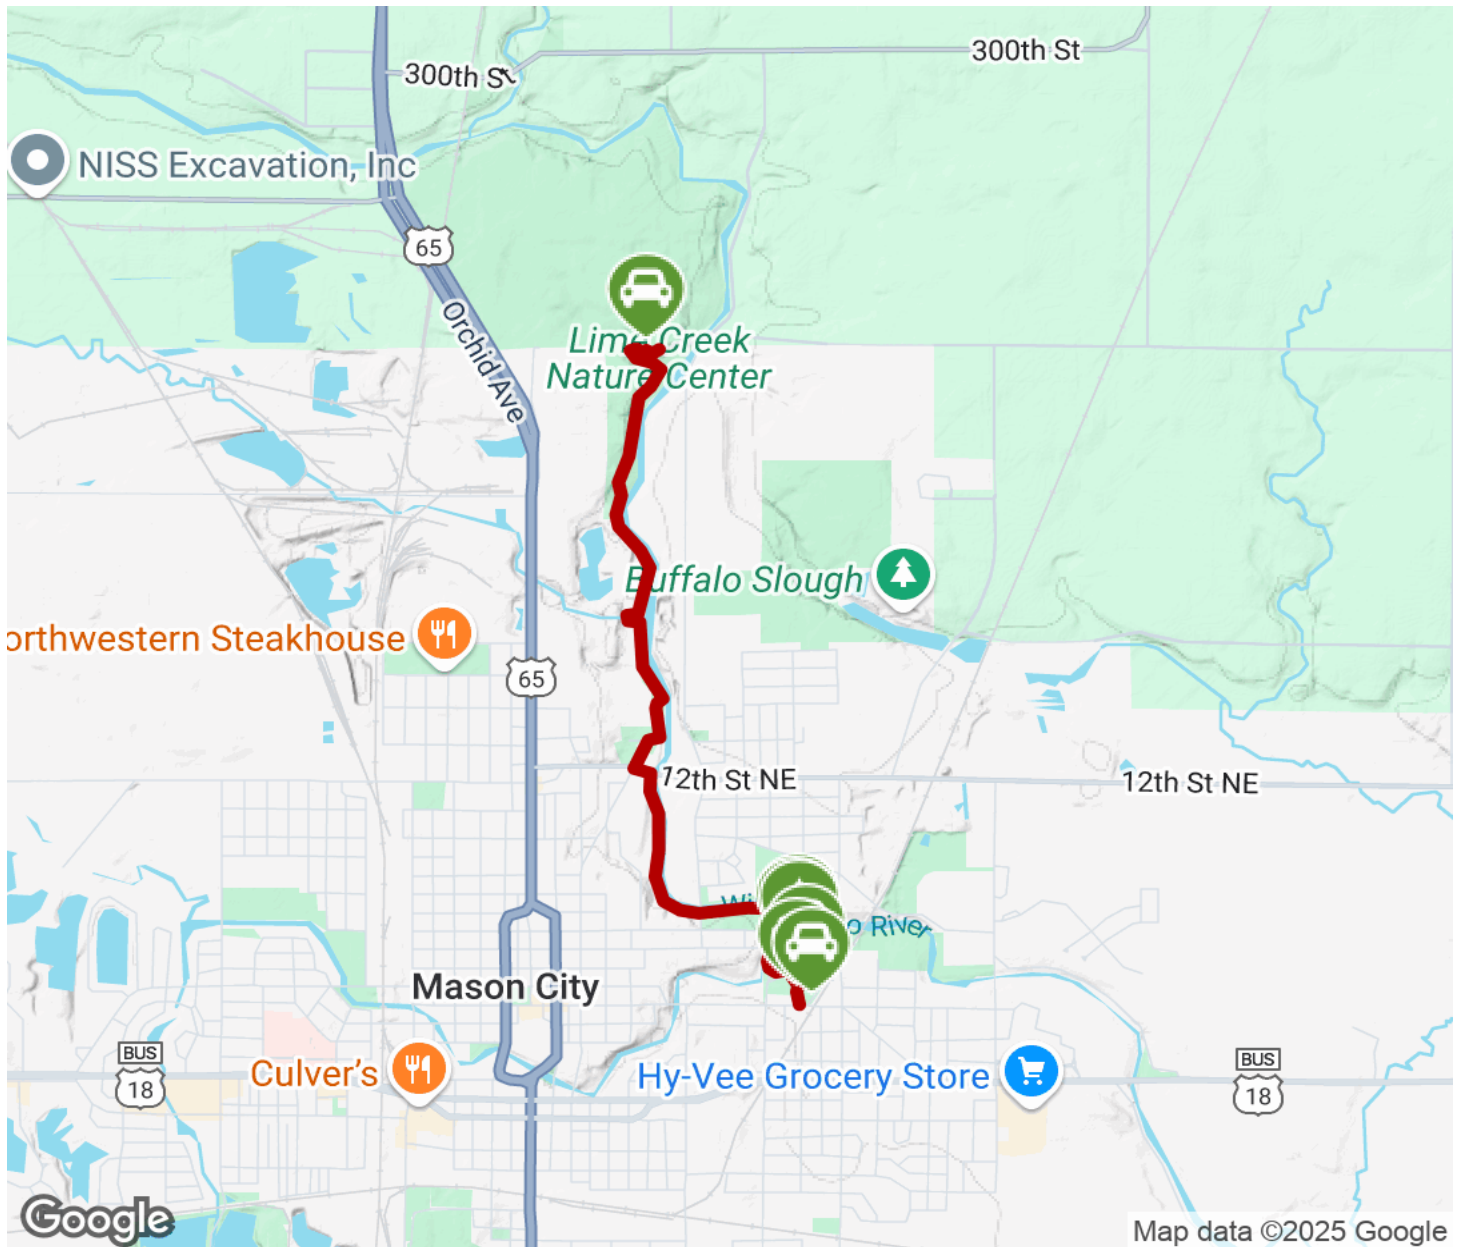 300th St
300th St
NISS Excavation, Inc
65
Orchid Ave
Lime Creek
Nature Center
Buffalo Slough
orthwestern Steakhouse
65
12th St NE
12th St NE
Wi
o River
Mason City
BUS
18
Culver's
Hy-Vee Grocery Store
BUS
18
Google
Map data ©2025 Google